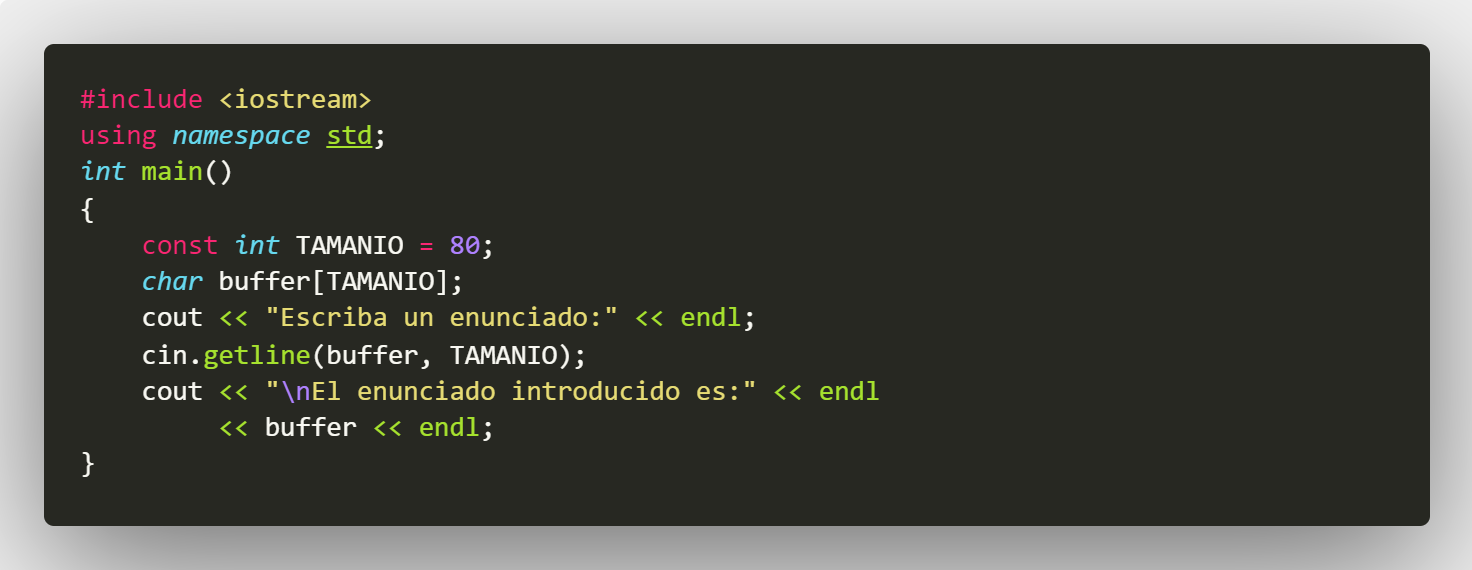 #include <iostream>
using namespace std;
int main()
{
    const int TAMANIO = 80;
    char buffer[TAMANIO];
    cout << "Escriba un enunciado:" << endl;
    cin.getline(buffer, TAMANIO);
    cout << "\nEl enunciado introducido es:" << endl
         << buffer << endl;
}